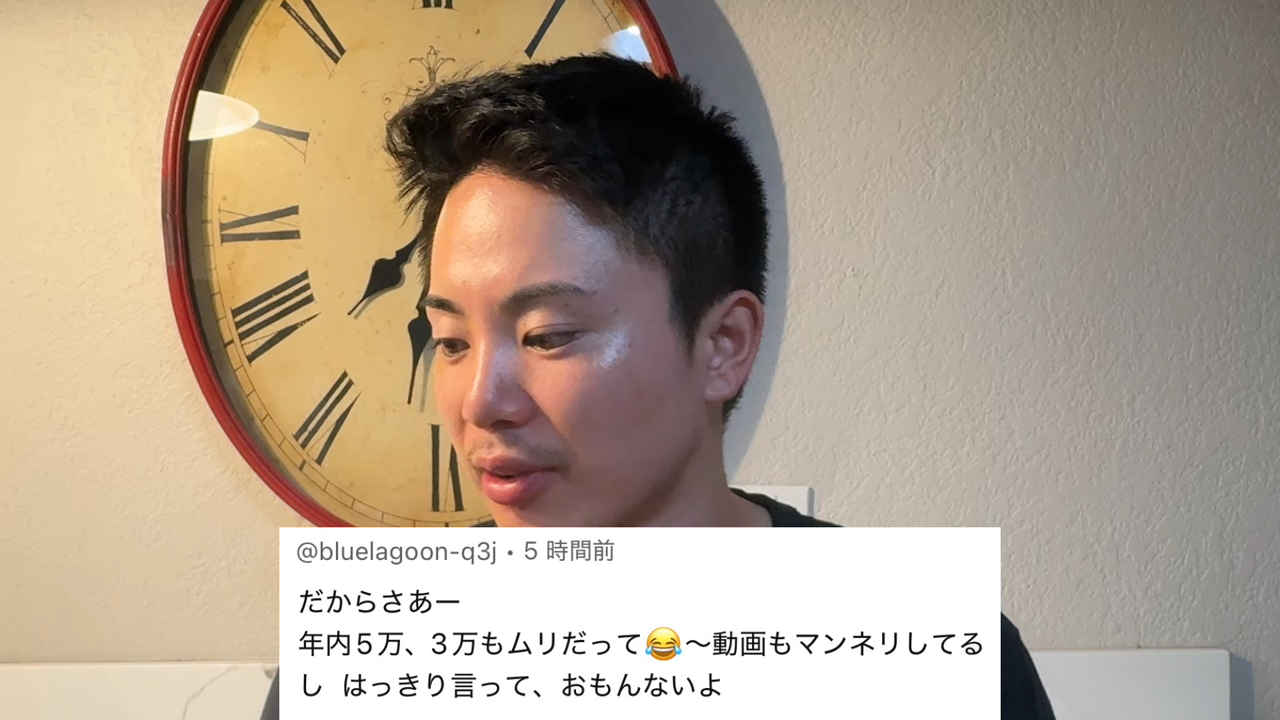 @bluelagoon-q3j • 5 時間前
だからさあー
年内5万、3万もムリだって😂〜動画もマンネリしてる
し はっきり言って、おもんないよ